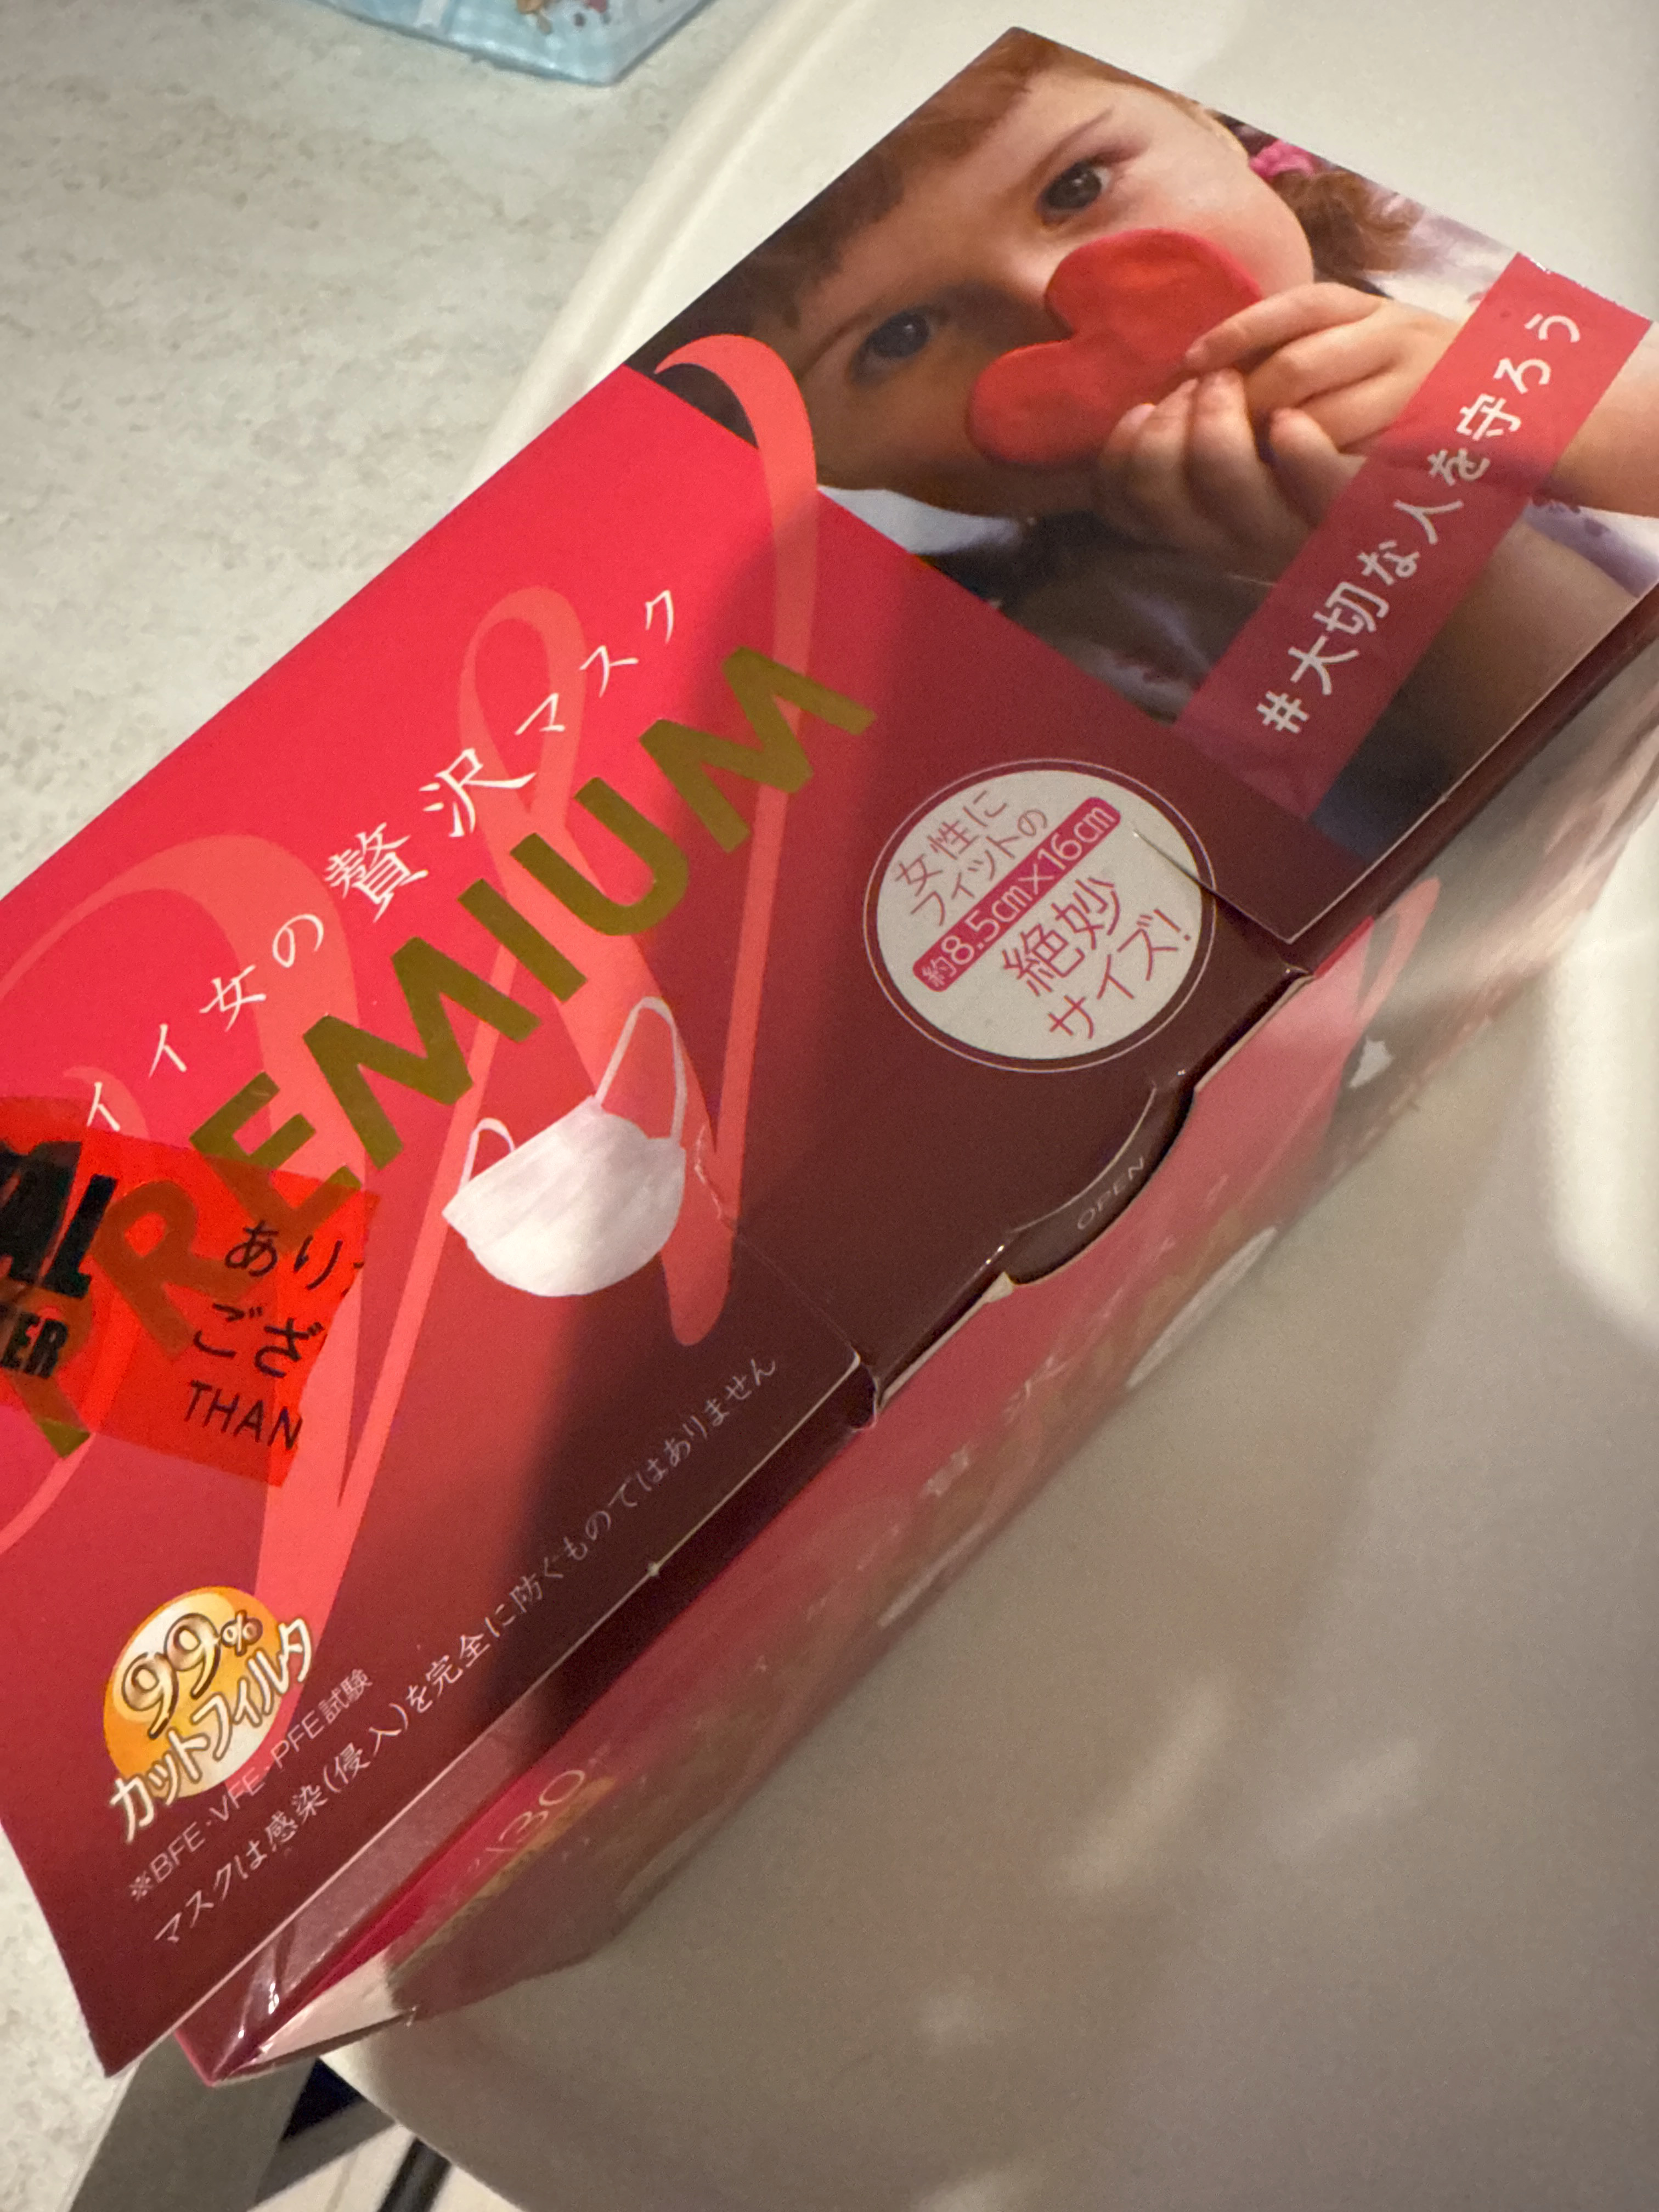 イイ女の贅沢マスク
PREMIUM
#大切な人を守ろう
女性に
フィットの
約8.5cm×16cm
絶妙
サイズ!
OPEN
あり
ござ
THAN
99%
カットフィルタ
※BFE・VFE・PFE試験
マスクは感染(侵入)を完全に防ぐものではありません